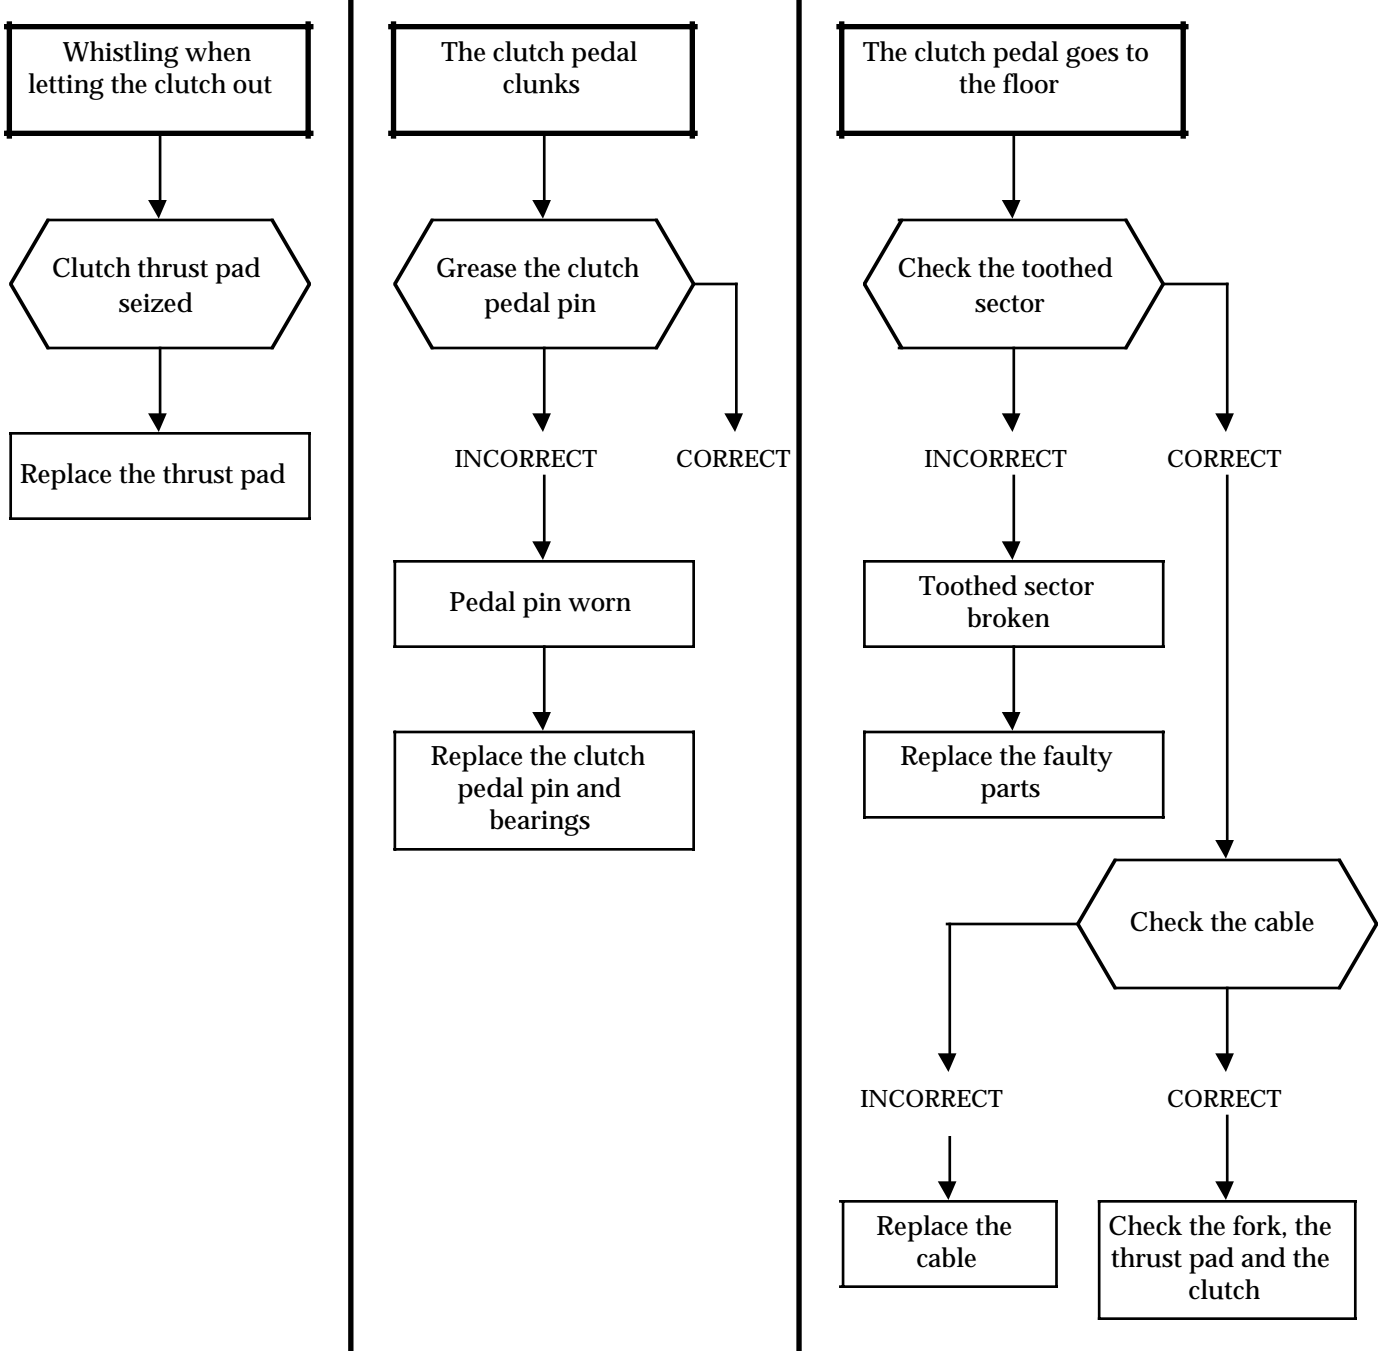 Whistling when
letting the clutch out
Clutch thrust pad
seized
Replace the thrust pad
The clutch pedal
clunks
Grease the clutch
pedal pin
INCORRECT
CORRECT
Pedal pin worn
Replace the clutch
pedal pin and
bearings
The clutch pedal goes to
the floor
Check the toothed
sector
INCORRECT
CORRECT
Toothed sector
broken
Replace the faulty
parts
Check the cable
INCORRECT
CORRECT
Replace the
cable
Check the fork, the
thrust pad and the
clutch